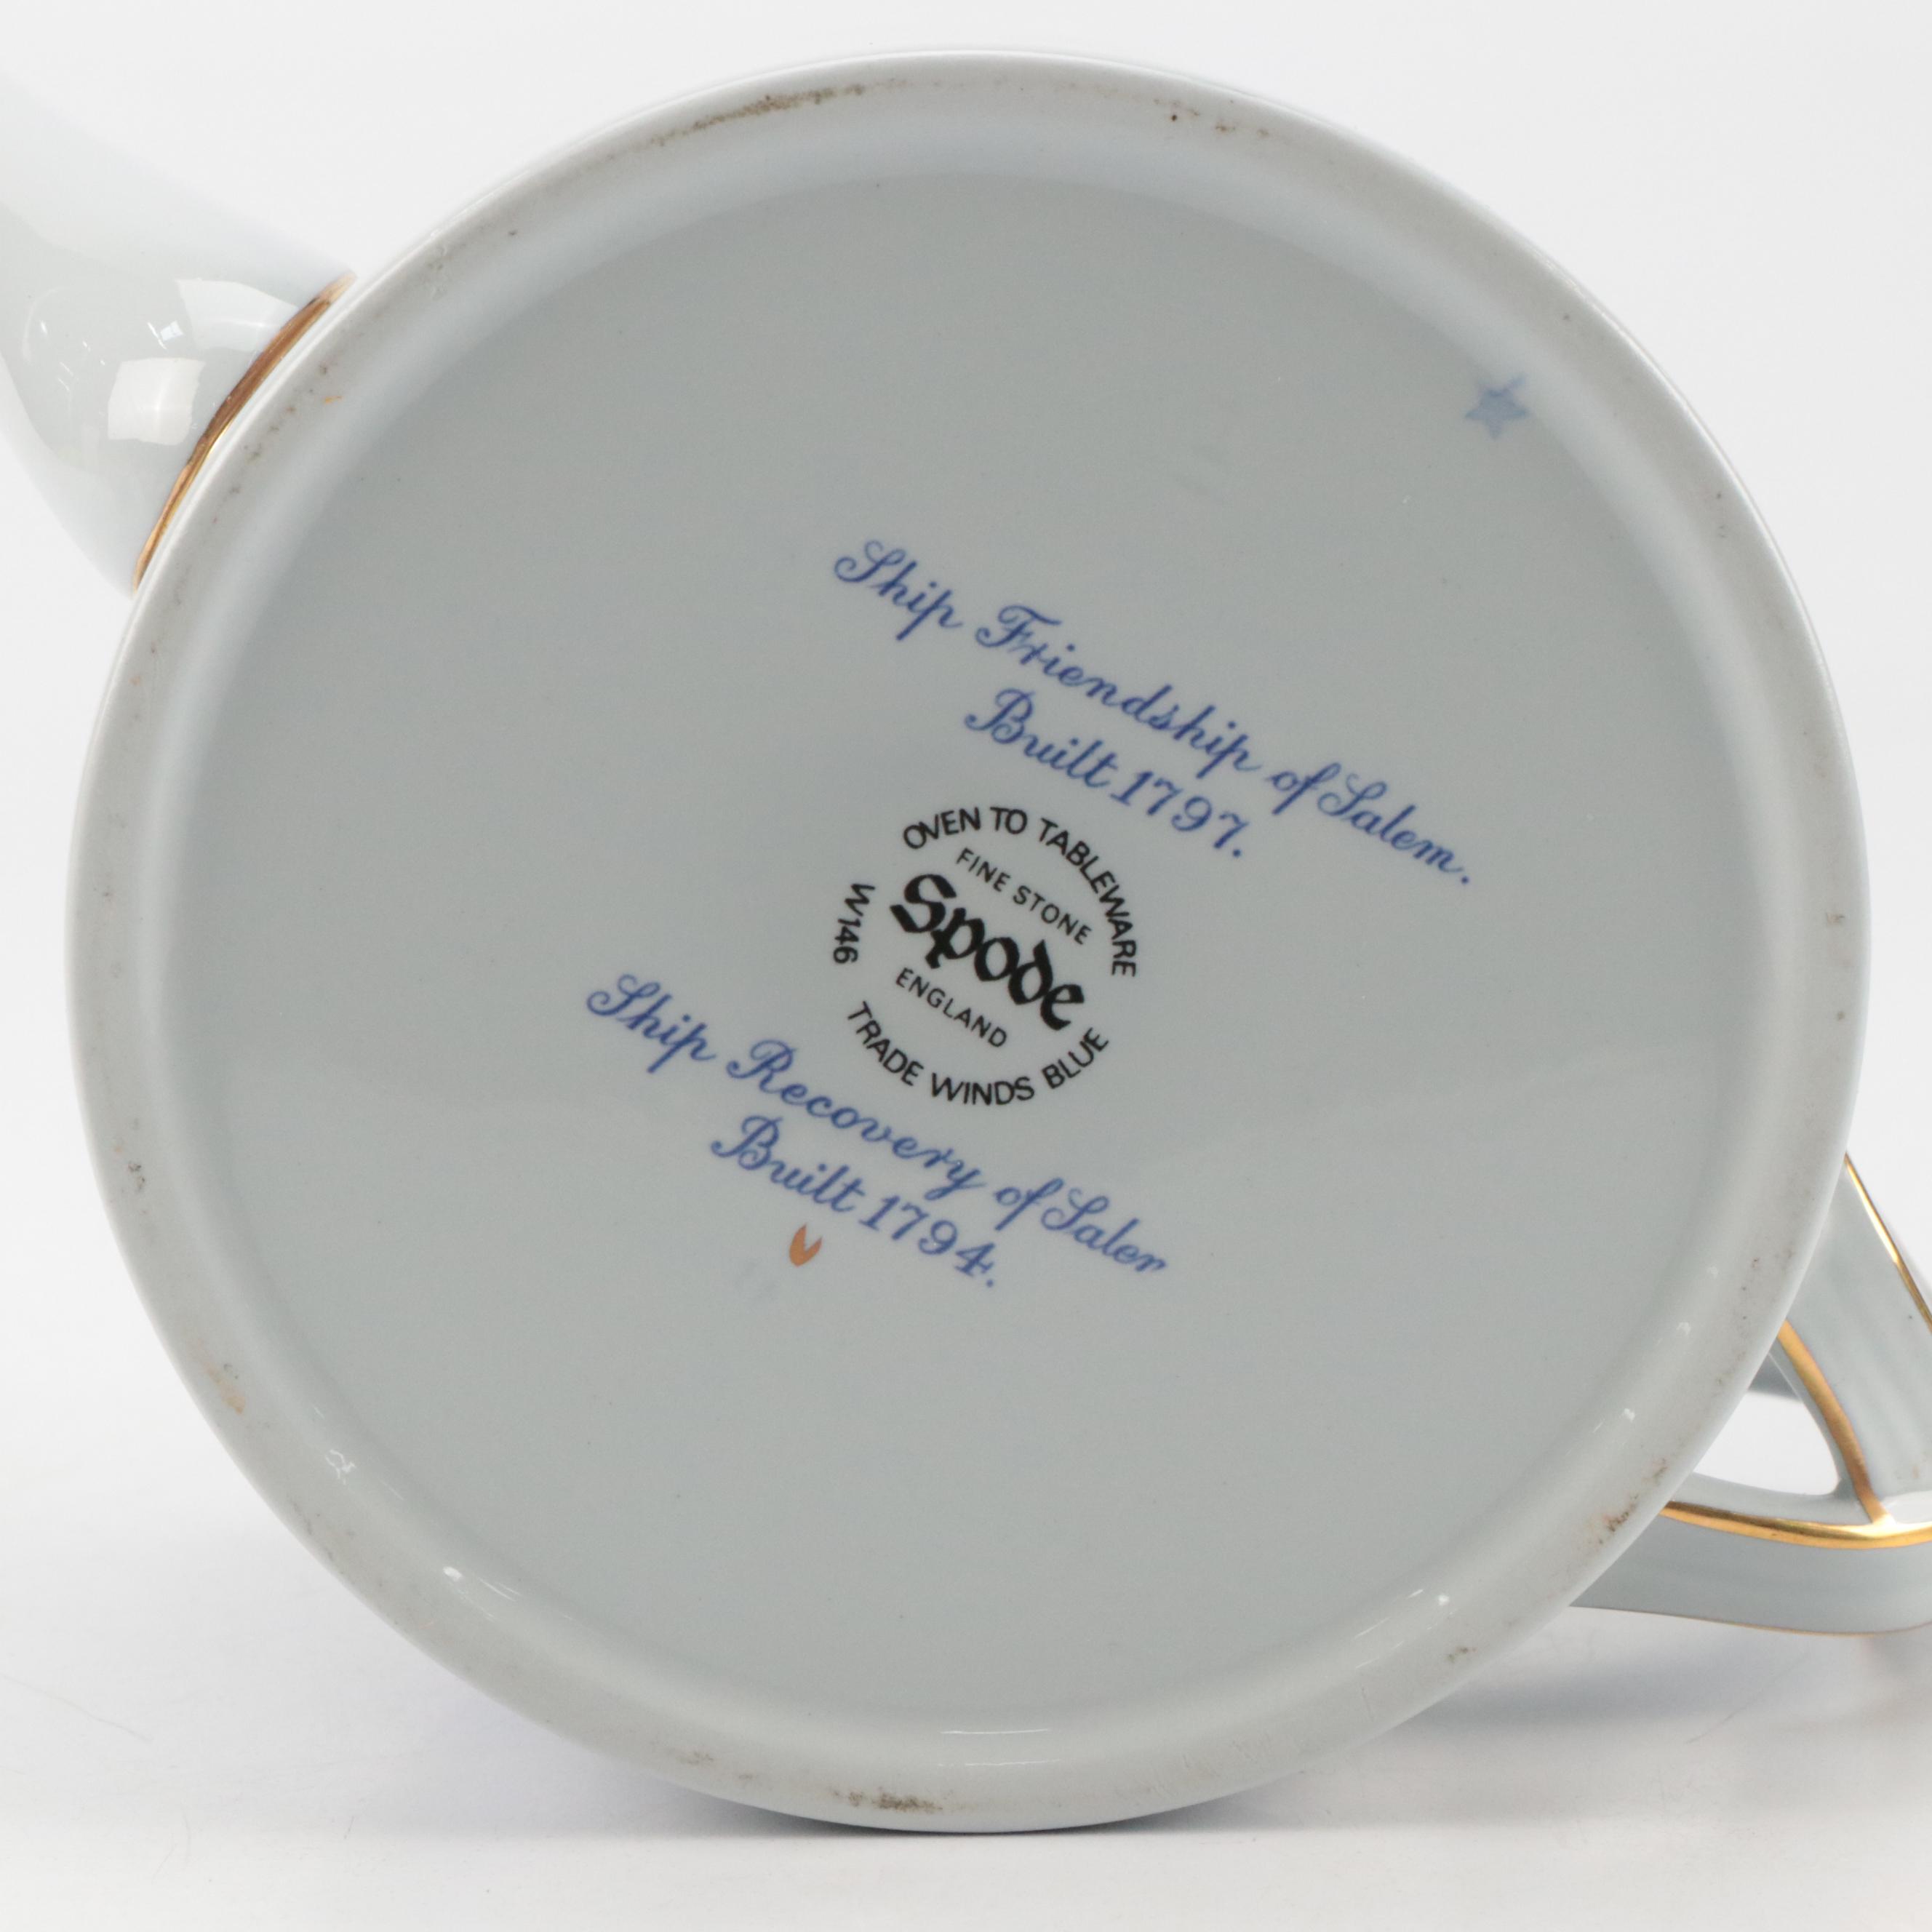 Ship Friendship of Salem.
Built 1797.
OVEN TO TABLEWARE
FINE STONE
Spode
ENGLAND
W146
TRADE WINDS BLUE
Ship Recovery of Salem
Built 1794.